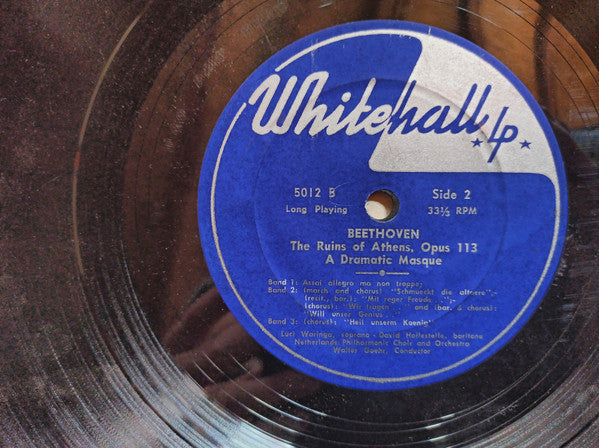 Whitehall
★ LP ★
5012 B Side 2
Long Playing 33⅓ RPM
BEETHOVEN
The Ruins of Athens, Opus 113
A Dramatic Masque
Band 1: Assai allegro ma non troppo;
Band 2: (march and chorus) "Schmueckt die altaere";-
(recit., bar.) "Mit reger Freude . .";-
(chorus): "Wir tragen . . and (bar. & chorus):
"Will unser Genius . ."
Band 3: (chorus): "Heil unserm Koenig"
Luci Waringa, soprano - David Hollestelle, baritone
Netherlands Philharmonic Choir and Orchestra
Walter Goehr, Conductor